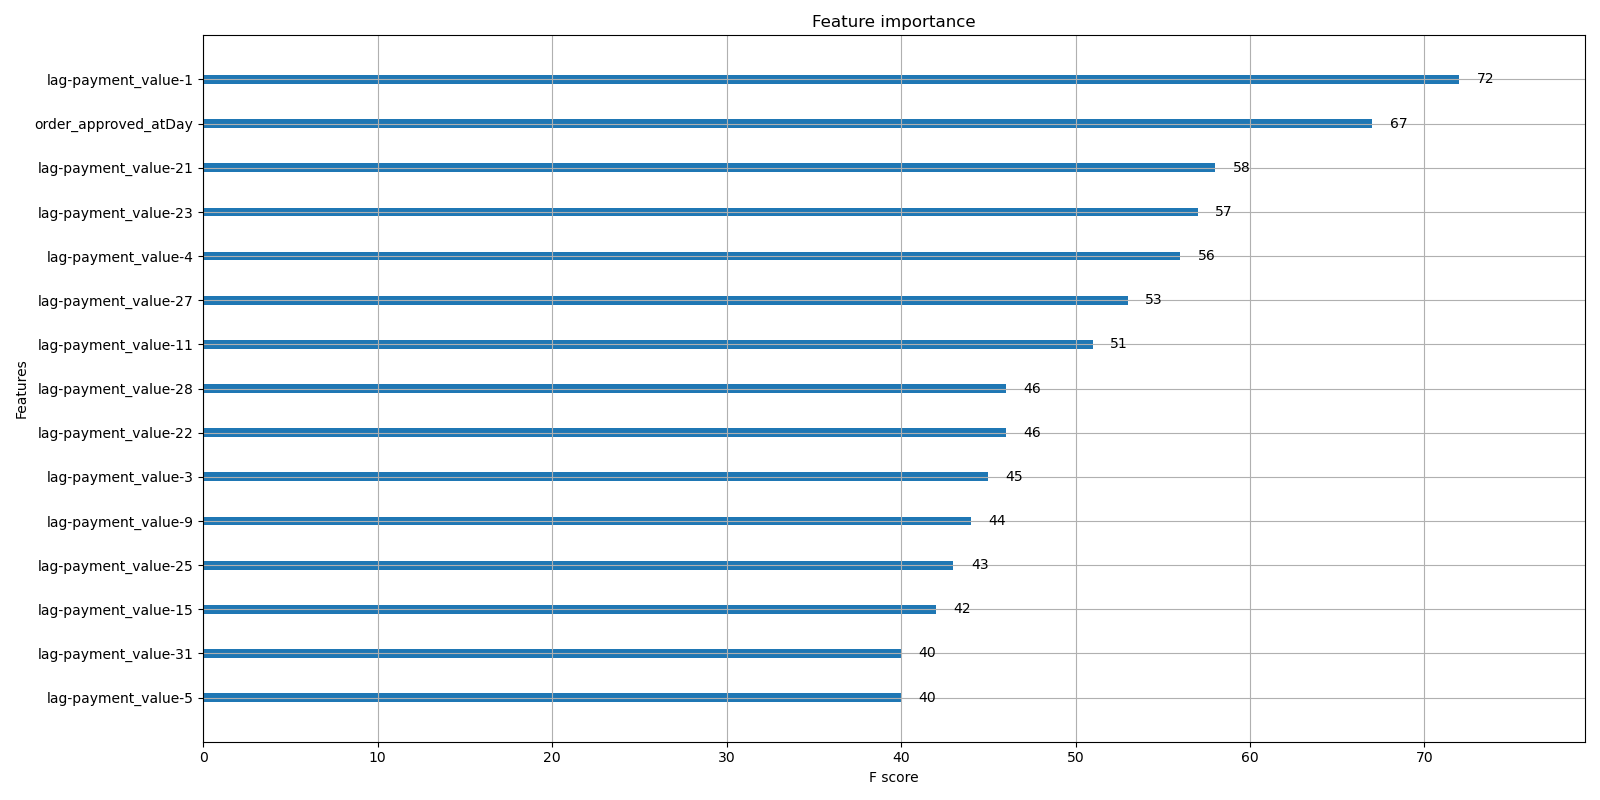 Feature importance
lag-payment_value-1 72
order_approved_atDay 67
lag-payment_value-21 58
lag-payment_value-23 57
lag-payment_value-4 56
lag-payment_value-27 53
lag-payment_value-11 51
lag-payment_value-28 46
lag-payment_value-22 46
lag-payment_value-3 45
lag-payment_value-9 44
lag-payment_value-25 43
lag-payment_value-15 42
lag-payment_value-31 40
lag-payment_value-5 40
Features
0 10 20 30 40 50 60 70
F score